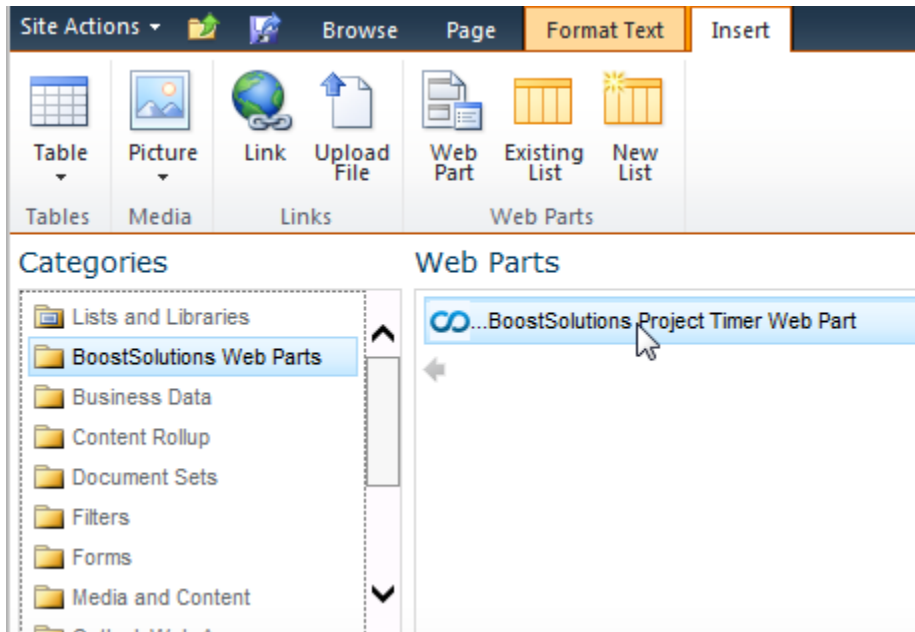 Site Actions Browse Page Format Text Insert
Table Picture Link Upload File Web Part Existing List New List
Tables Media Links Web Parts
Categories
Lists and Libraries
BoostSolutions Web Parts
Business Data
Content Rollup
Document Sets
Filters
Forms
Media and Content
Web Parts
...BoostSolutions Project Timer Web Part